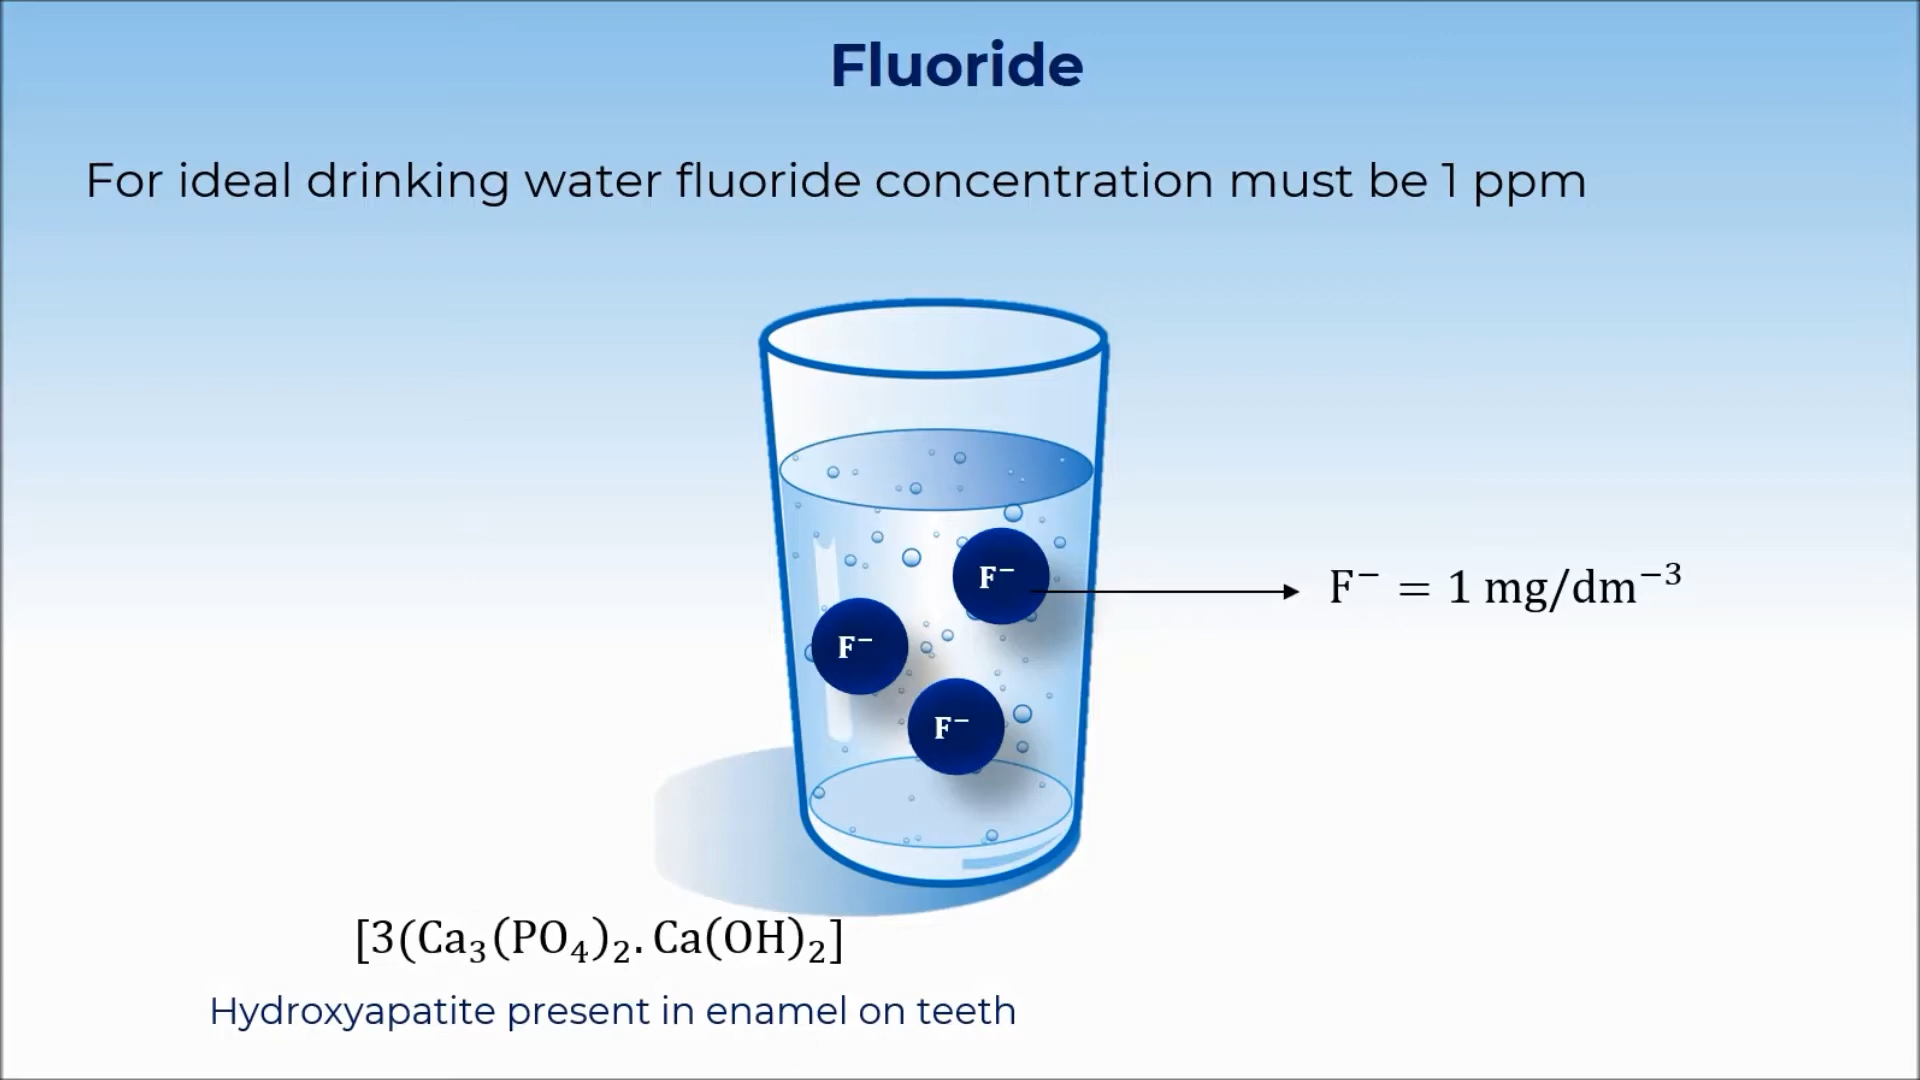 Fluoride
For ideal drinking water fluoride concentration must be 1 ppm
F⁻
F⁻ = 1 mg/dm⁻³
F⁻
F⁻
[3(Ca₃(PO₄)₂. Ca(OH)₂]
Hydroxyapatite present in enamel on teeth